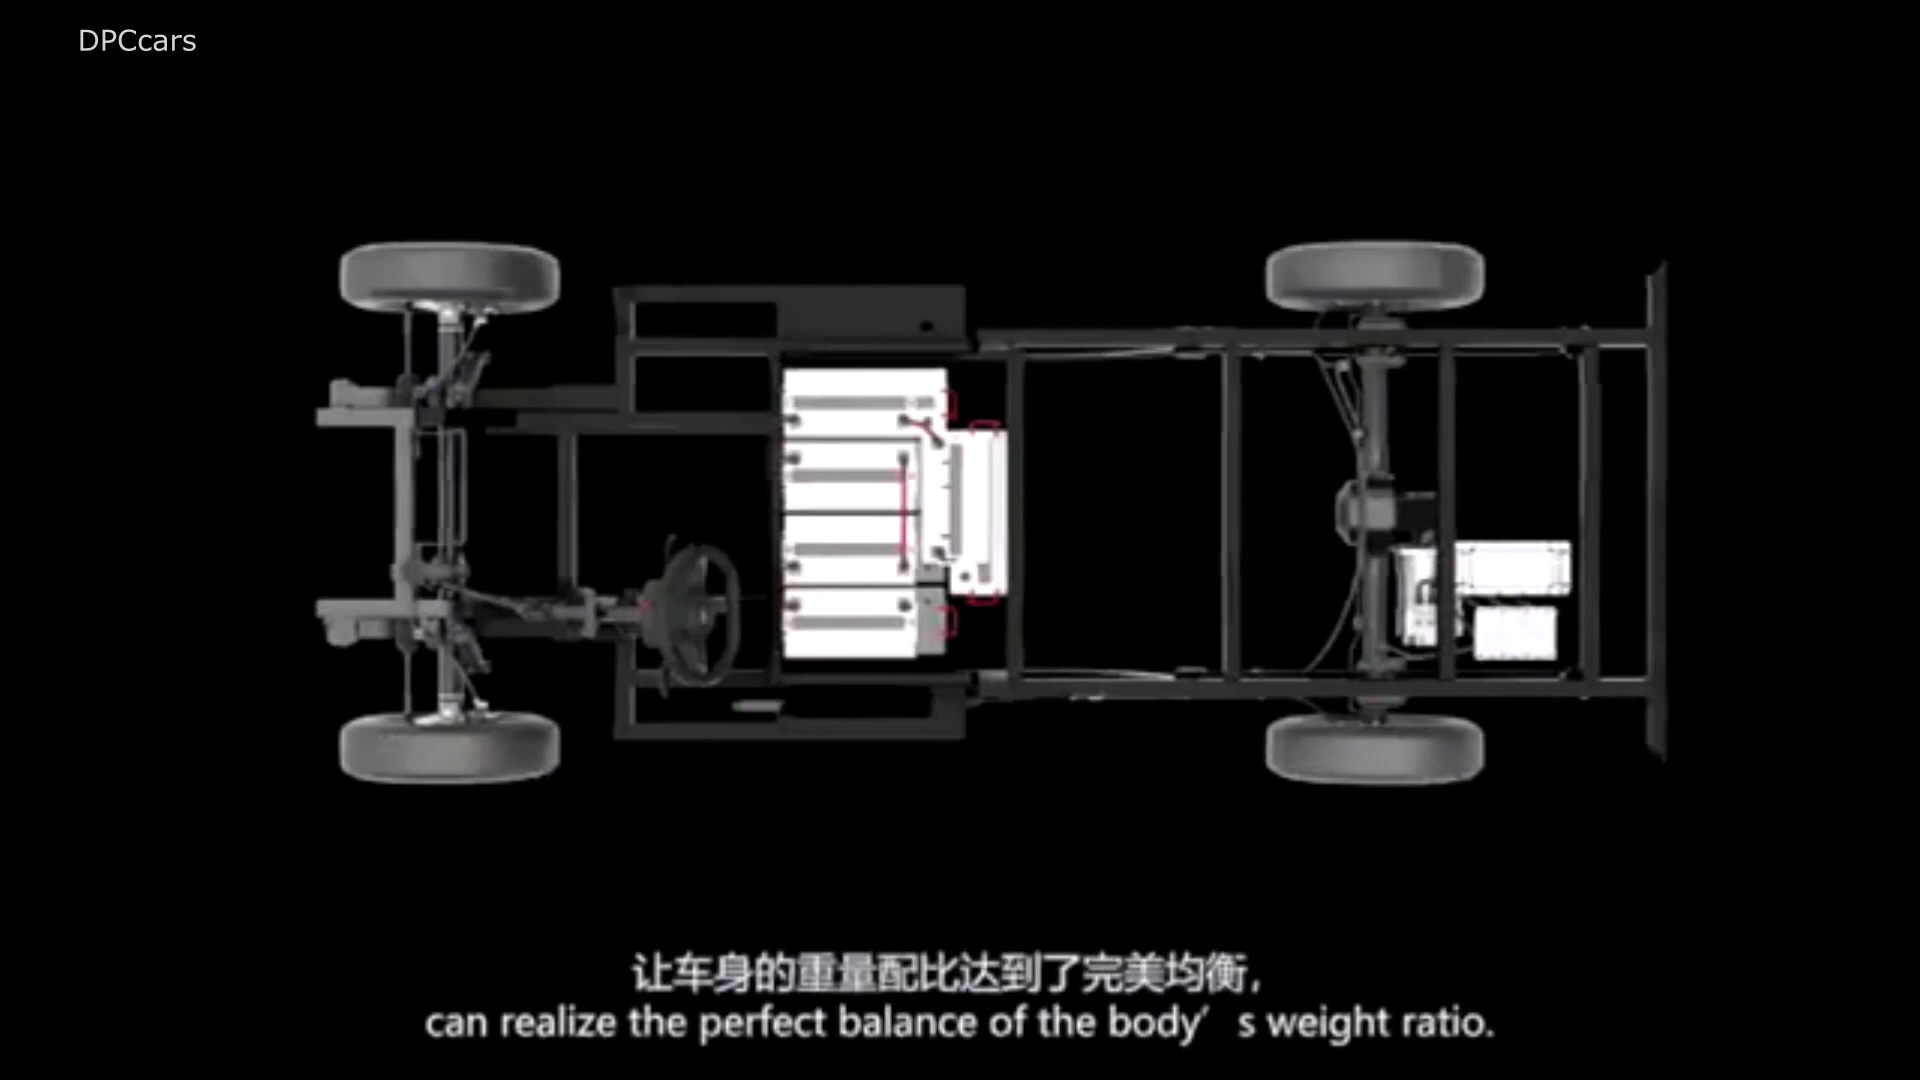 DPCcars
让车身的重量配比达到了完美均衡,
can realize the perfect balance of the body’ s weight ratio.